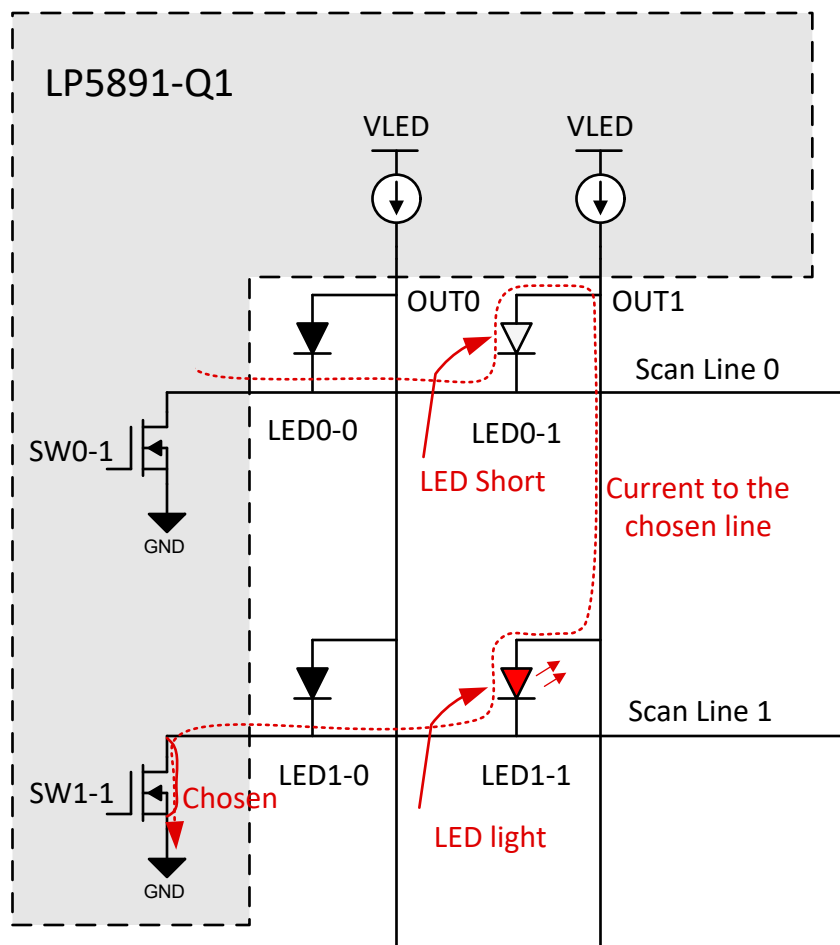 LP5891-Q1
VLED
VLED
OUT0
OUT1
Scan Line 0
LED0-0
LED0-1
SW0-1
LED Short
Current to the
chosen line
GND
Scan Line 1
LED1-0
LED1-1
SW1-1
Chosen
LED light
GND